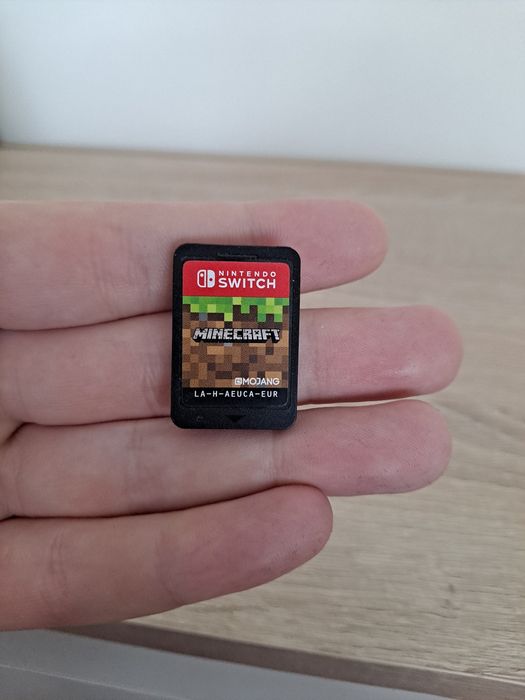 NINTENDO
SWITCH
MINECRAFT
MOJANG
LA-H-AEUCA-EUR